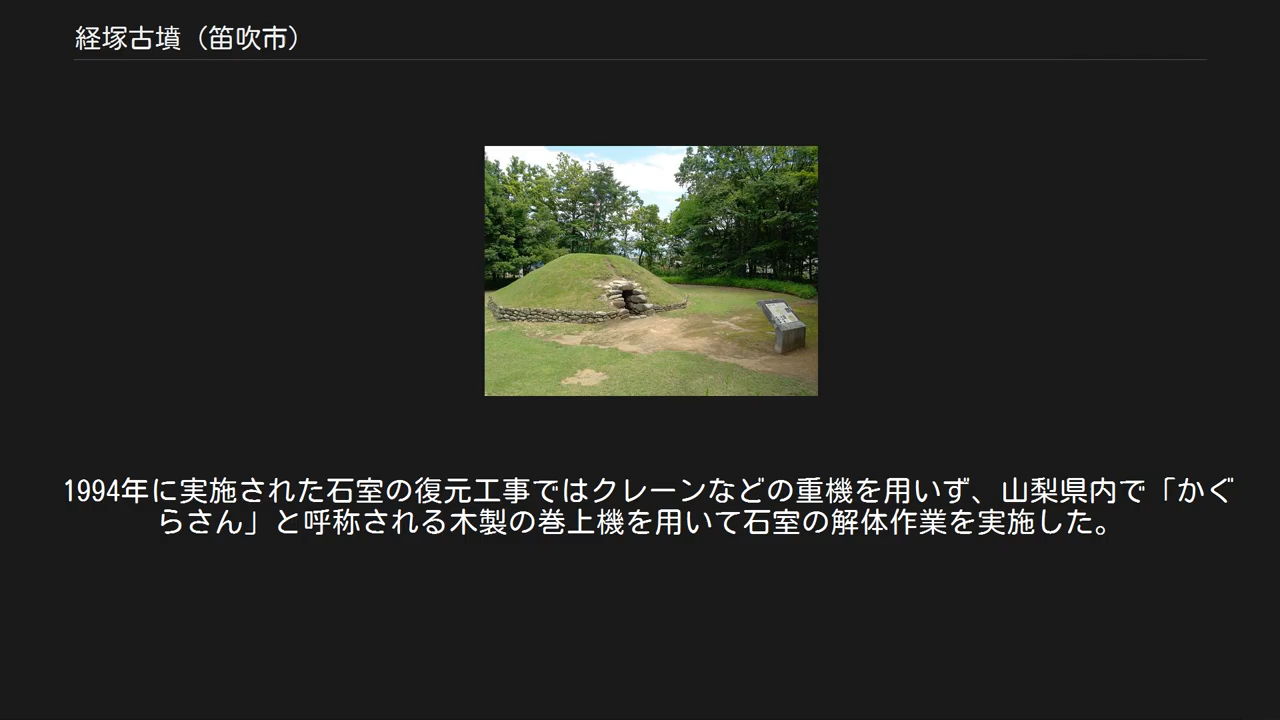 経塚古墳（笛吹市）
1994年に実施された石室の復元工事ではクレーンなどの重機を用いず、山梨県内で「かぐ
らさん」と呼称される木製の巻上機を用いて石室の解体作業を実施した。